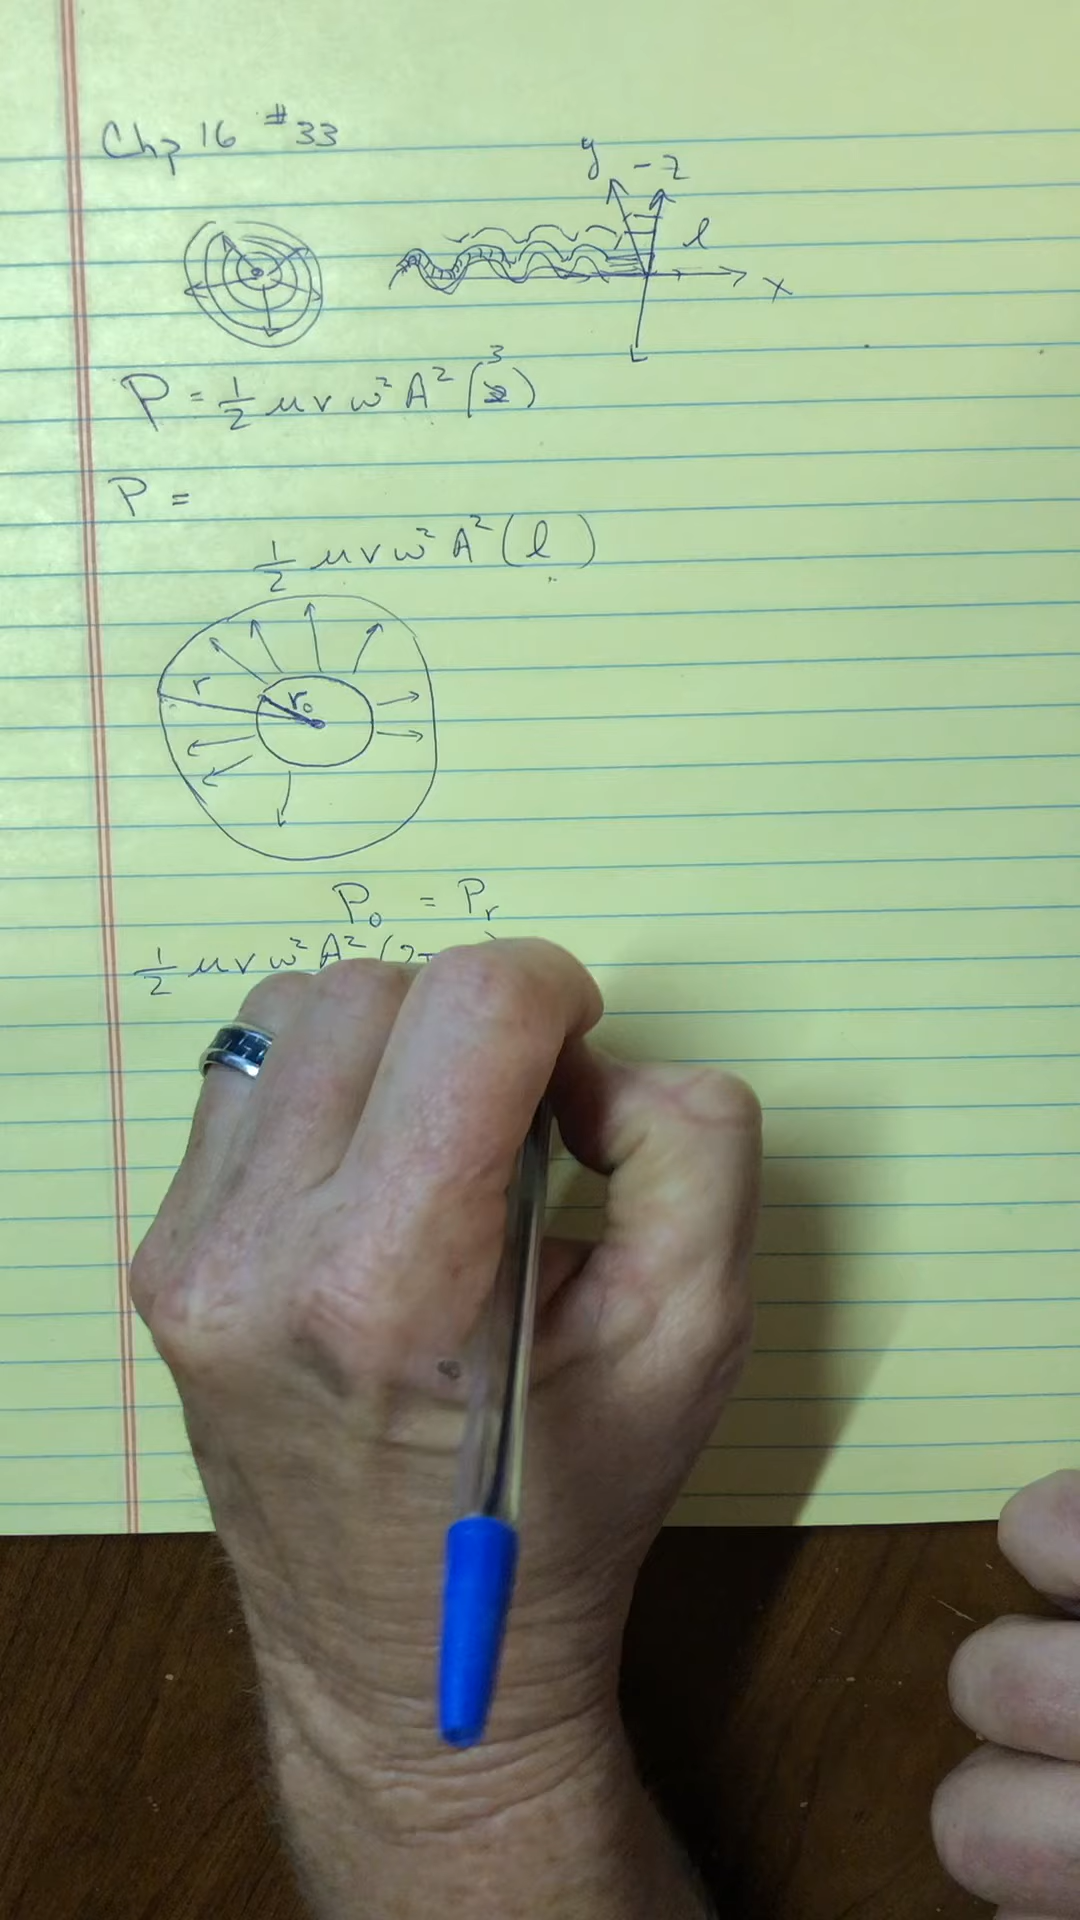 Chp 16 #33
y -z
l
x
P = 1/2 μ v ω² A² (3)
P =
1/2 μ v ω² A² (l)
r r₀
P₀ = Pᵣ
1/2 μ v ω² A² (2